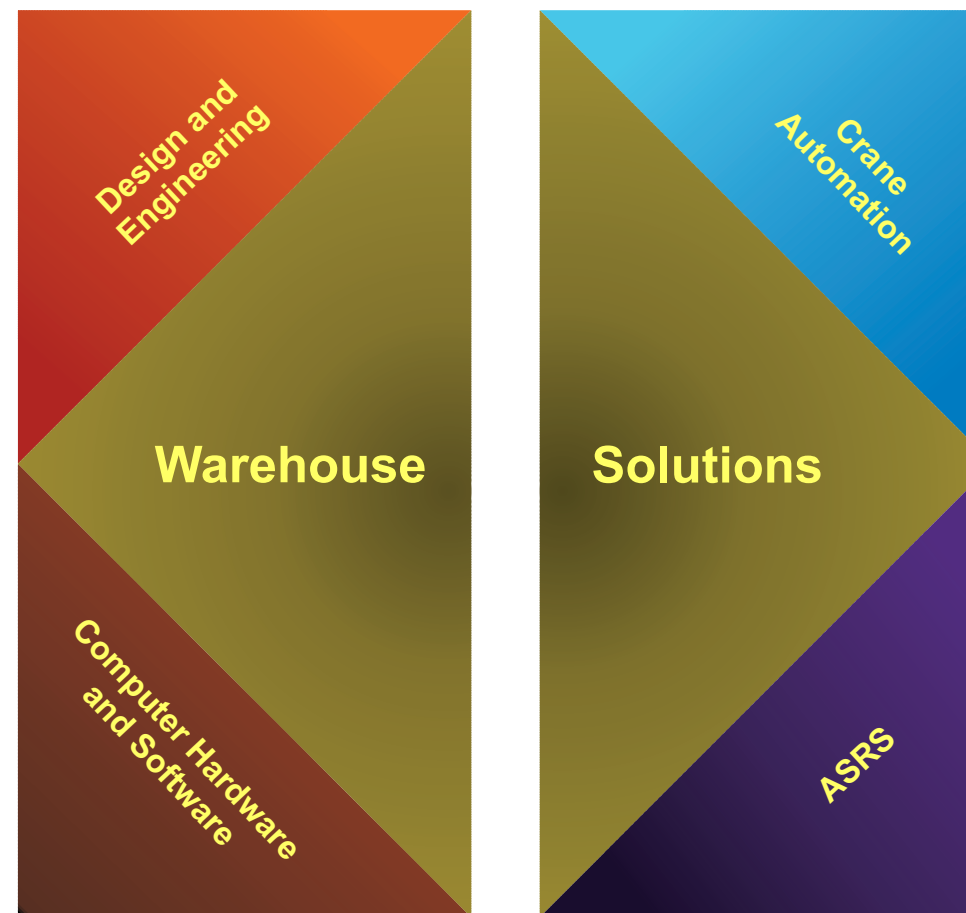 Design and
Engineering
Crane
Automation
Warehouse
Solutions
Computer Hardware
and Software
ASRS